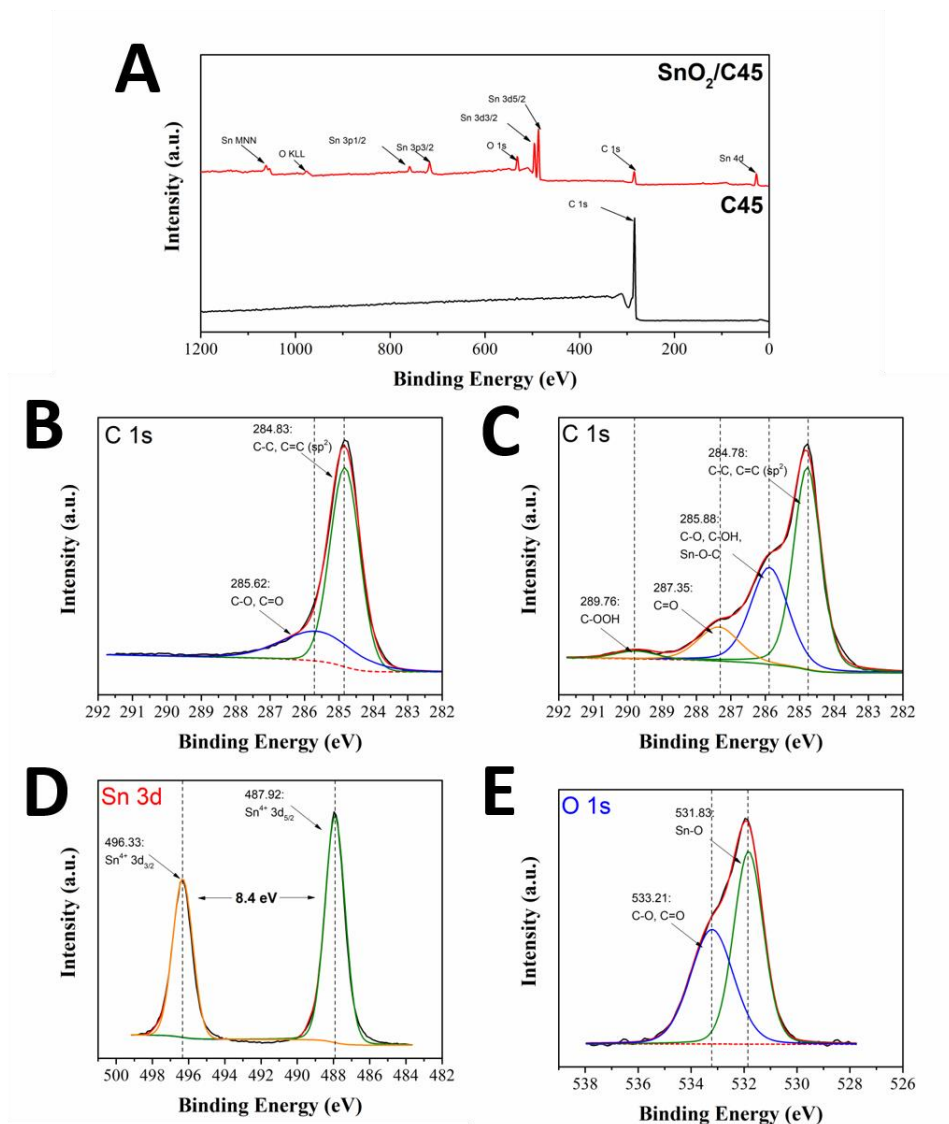 A
SnO₂/C45
Sn 3d5/2
Sn 3d3/2
Sn MNN
O KLL
Sn 3p1/2
Sn 3p3/2
O 1s
C 1s
Sn 4d
C45
C 1s
Intensity (a.u.)
1200 1000 800 600 400 200 0
Binding Energy (eV)
B
C 1s
284.83:
C-C, C=C (sp²)
285.62:
C-O, C=O
Intensity (a.u.)
292 291 290 289 288 287 286 285 284 283 282
Binding Energy (eV)
C
C 1s
284.78:
C-C, C=C (sp²)
285.88:
C-O, C-OH,
Sn-O-C
287.35:
C=O
289.76:
C-OOH
Intensity (a.u.)
292 291 290 289 288 287 286 285 284 283 282
Binding Energy (eV)
D
Sn 3d
487.92:
Sn⁴⁺ 3d₅/₂
496.33:
Sn⁴⁺ 3d₃/₂
8.4 eV
Intensity (a.u.)
500 498 496 494 492 490 488 486 484 482
Binding Energy (eV)
E
O 1s
531.83:
Sn-O
533.21:
C-O, C=O
Intensity (a.u.)
538 536 534 532 530 528 526
Binding Energy (eV)